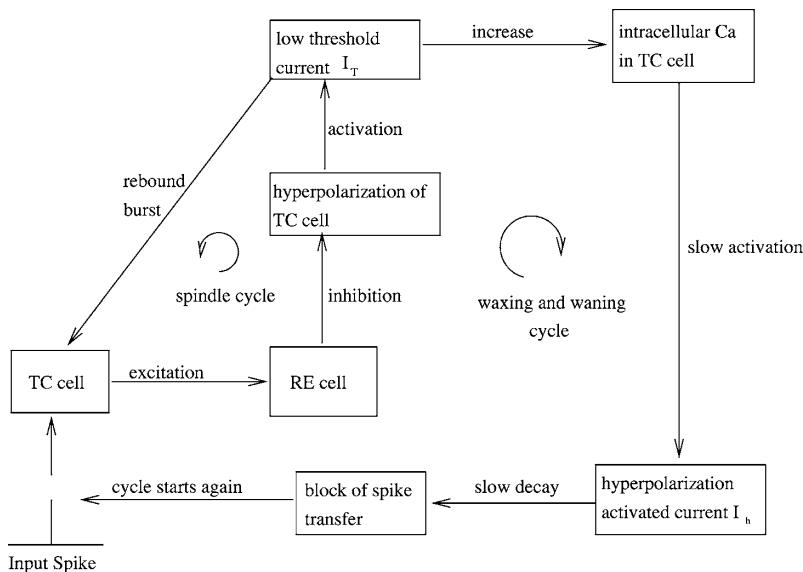 low threshold
current I_T
increase
intracellular Ca
in TC cell
activation
rebound
burst
hyperpolarization of
TC cell
slow activation
spindle cycle
inhibition
waxing and waning
cycle
TC cell
excitation
RE cell
cycle starts again
block of spike
transfer
slow decay
hyperpolarization
activated current I_h
Input Spike